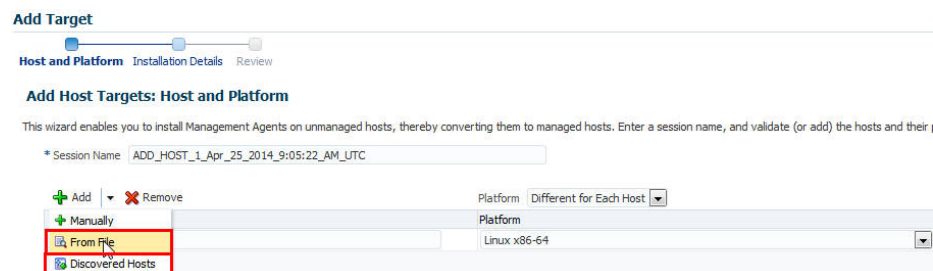 Add Target
Host and Platform Installation Details Review
Add Host Targets: Host and Platform
This wizard enables you to install Management Agents on unmanaged hosts, thereby converting them to managed hosts. Enter a session name, and validate (or add) the hosts and their
* Session Name ADD_HOST_1_Apr_25_2014_9:05:22_AM_UTC
Add Remove Platform Different for Each Host
Manually Platform
From File Linux x86-64
Discovered Hosts